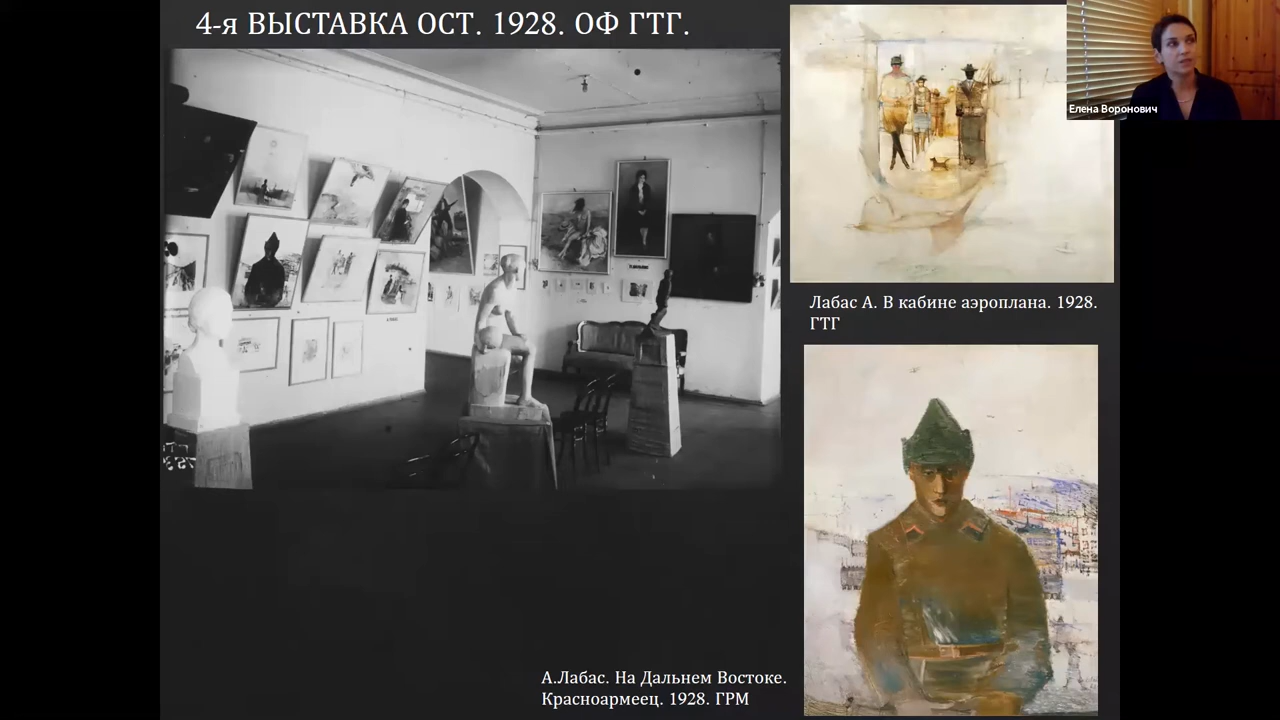 4-я ВЫСТАВКА ОСТ. 1928. ОФ ГТГ.
Елена Воронович
Лабас А. В кабине аэроплана. 1928.
ГТГ
А.Лабас. На Дальнем Востоке.
Красноармеец. 1928. ГРМ